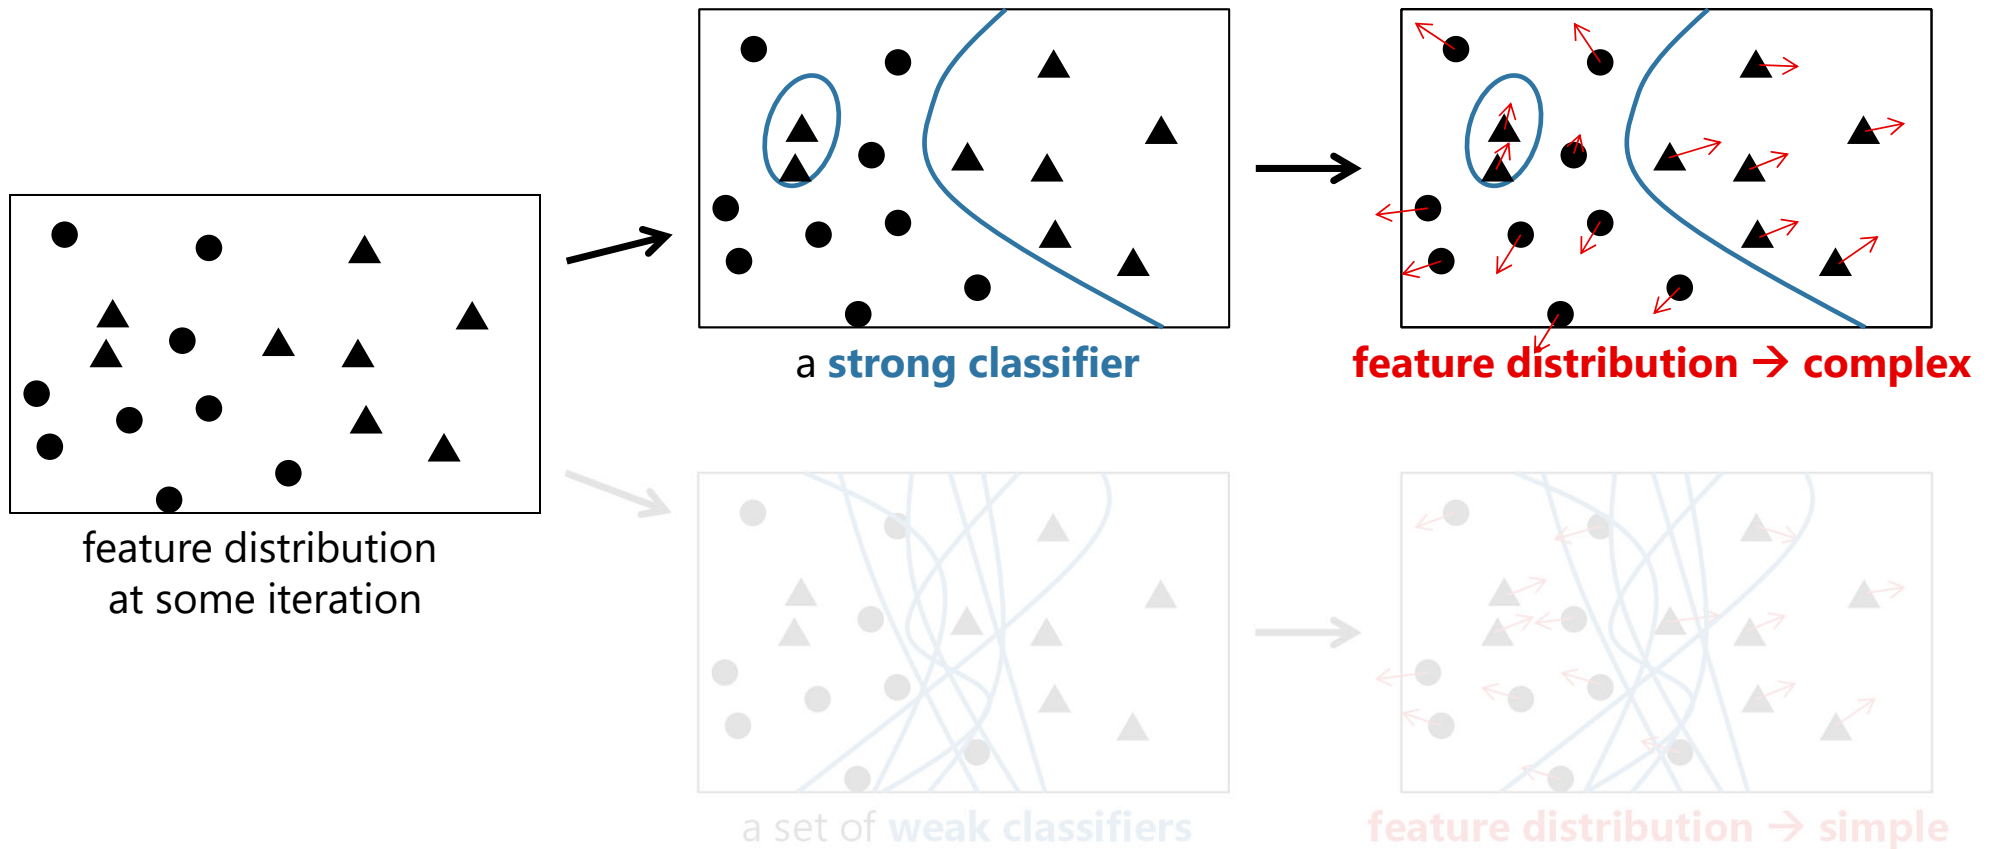 a strong classifier
feature distribution → complex
feature distribution
at some iteration
a set of weak classifiers
feature distribution → simple